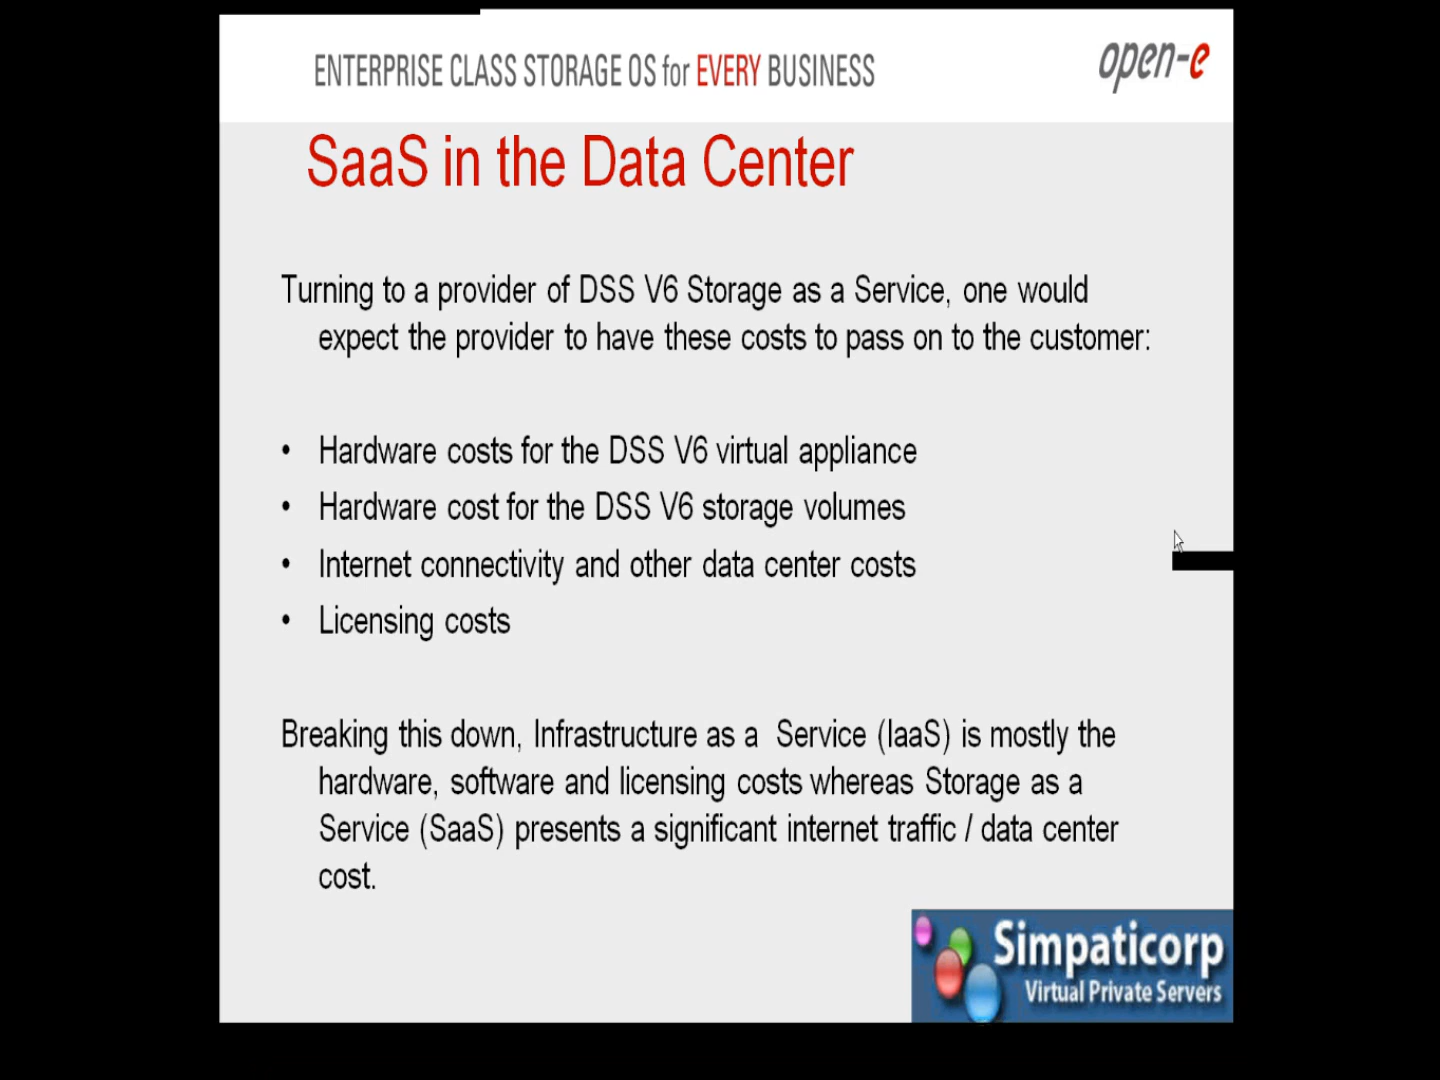 ENTERPRISE CLASS STORAGE OS for EVERY BUSINESS
open-e
SaaS in the Data Center
Turning to a provider of DSS V6 Storage as a Service, one would
expect the provider to have these costs to pass on to the customer:
• Hardware costs for the DSS V6 virtual appliance
• Hardware cost for the DSS V6 storage volumes
• Internet connectivity and other data center costs
• Licensing costs
Breaking this down, Infrastructure as a  Service (IaaS) is mostly the
hardware, software and licensing costs whereas Storage as a
Service (SaaS) presents a significant internet traffic / data center
cost.
Simpaticorp
Virtual Private Servers